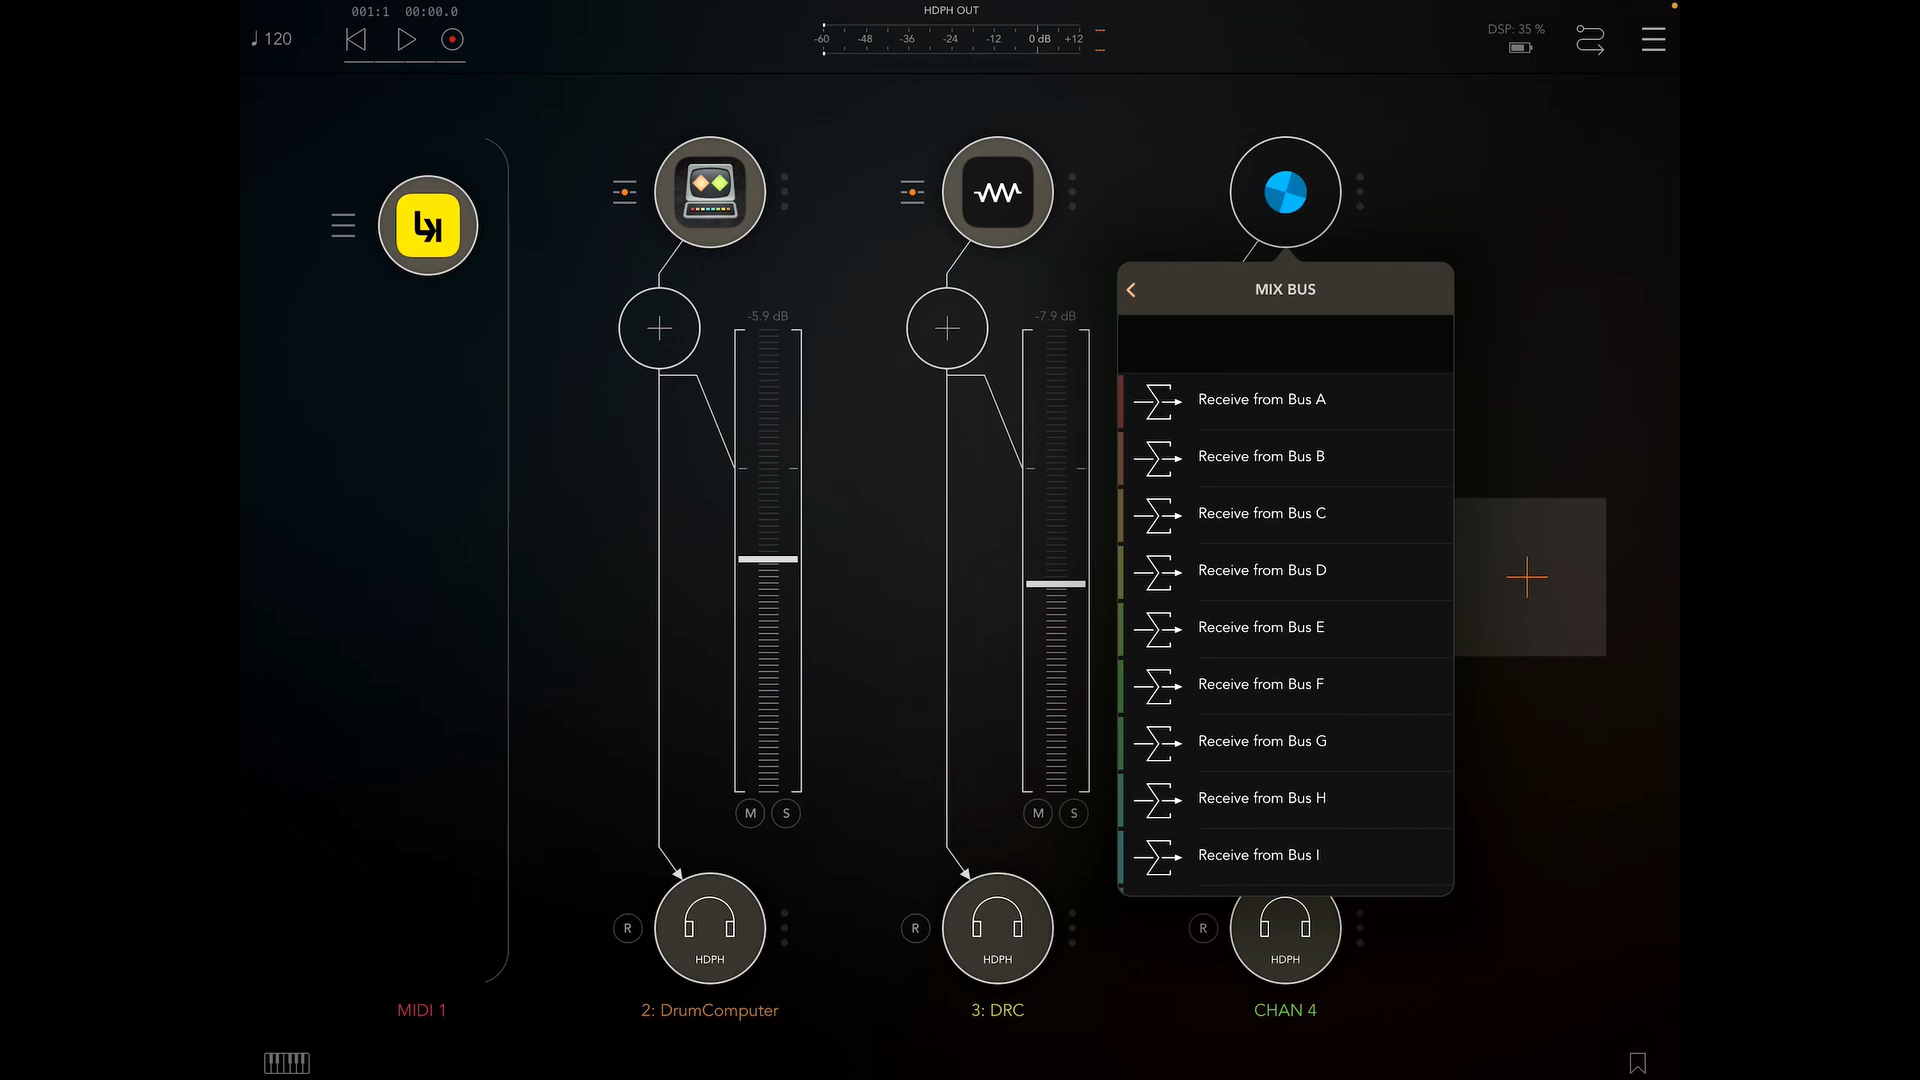 001:1 00:00.0
120
HDPH OUT
-60 -48 -36 -24 -12 0 dB +12
DSP: 35 %
MIX BUS
-5.9 dB
-7.9 dB
Receive from Bus A
Receive from Bus B
Receive from Bus C
Receive from Bus D
Receive from Bus E
Receive from Bus F
Receive from Bus G
Receive from Bus H
Receive from Bus I
M S
M S
R
HDPH
R
HDPH
R
HDPH
MIDI 1
2: DrumComputer
3: DRC
CHAN 4